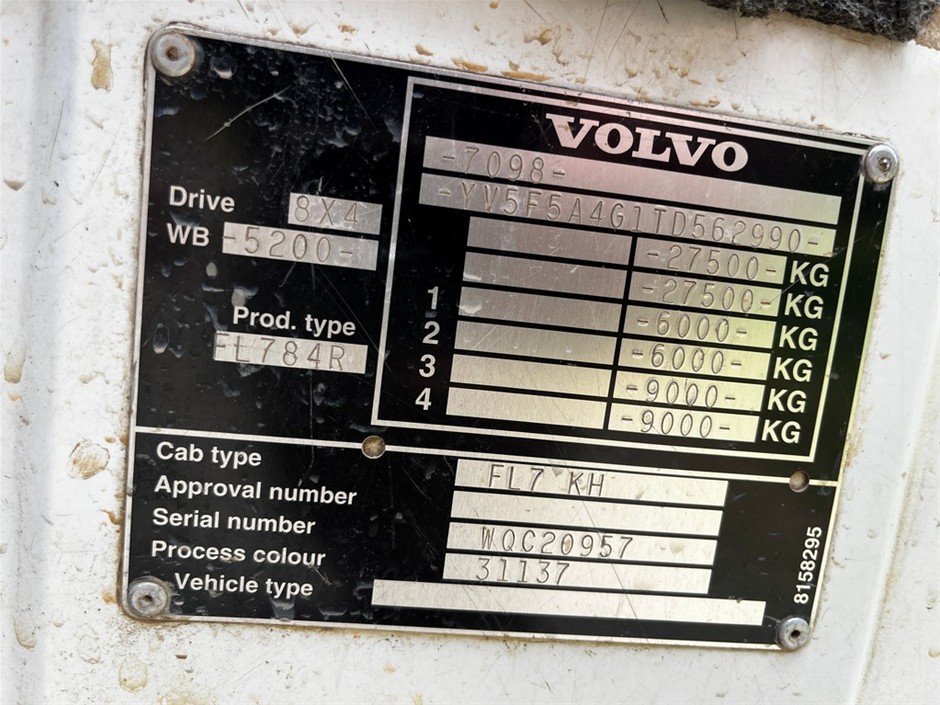 VOLVO
-7098-
-YV5F5A4G1TD562990-
Drive 8X4
WB -5200-
-27500- KG
-27500- KG
1 -6000- KG
2 -6000- KG
3 -9000- KG
4 -9000- KG
Prod. type
FL784R
Cab type FL7 KH
Approval number
Serial number WQC20957
Process colour 31137
Vehicle type
8158295